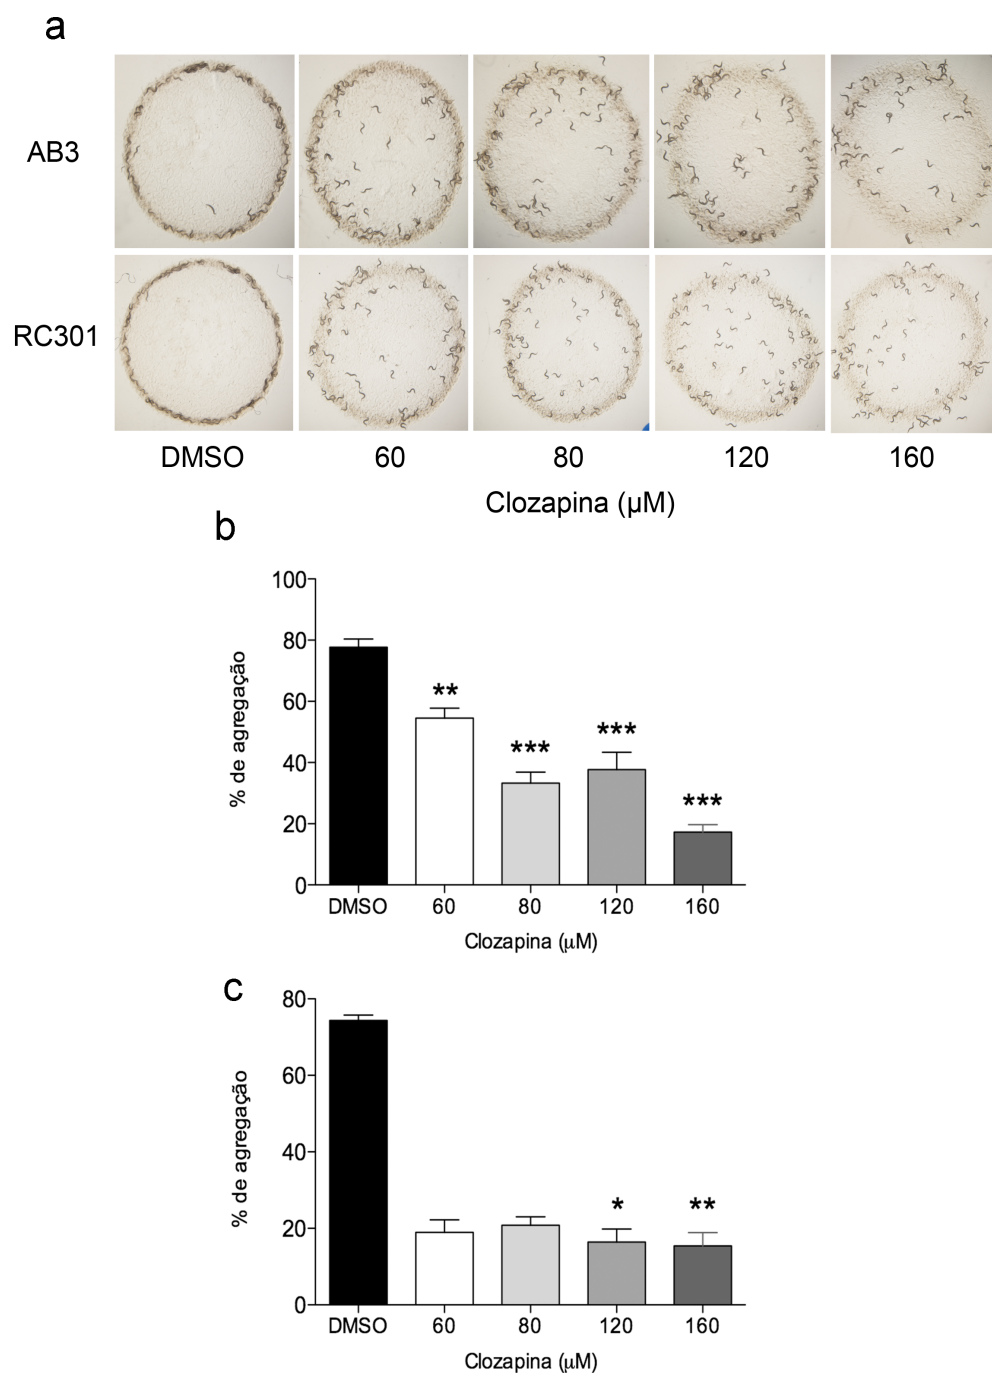 a
AB3
RC301
DMSO 60 80 120 160
Clozapina (µM)
b
100
80
60
40
20
0
% de agregação
**
***
***
***
DMSO 60 80 120 160
Clozapina (µM)
c
80
60
40
20
0
% de agregação
*
**
DMSO 60 80 120 160
Clozapina (µM)